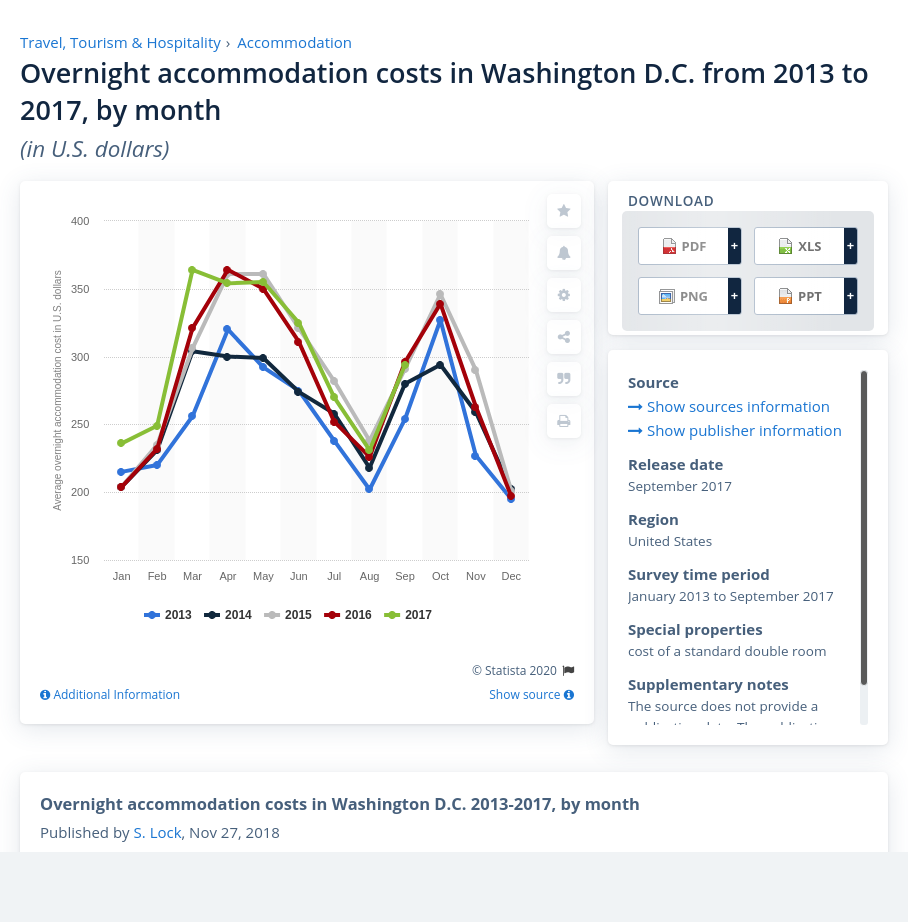 Travel, Tourism & Hospitality › Accommodation
Overnight accommodation costs in Washington D.C. from 2013 to
2017, by month
(in U.S. dollars)
Average overnight accommodation cost in U.S. dollars
400
350
300
250
200
150
Jan Feb Mar Apr May Jun Jul Aug Sep Oct Nov Dec
2013 2014 2015 2016 2017
© Statista 2020
Additional Information
Show source
DOWNLOAD
PDF + XLS +
PNG + PPT +
Source
Show sources information
Show publisher information
Release date
September 2017
Region
United States
Survey time period
January 2013 to September 2017
Special properties
cost of a standard double room
Supplementary notes
The source does not provide a
Overnight accommodation costs in Washington D.C. 2013-2017, by month
Published by S. Lock, Nov 27, 2018